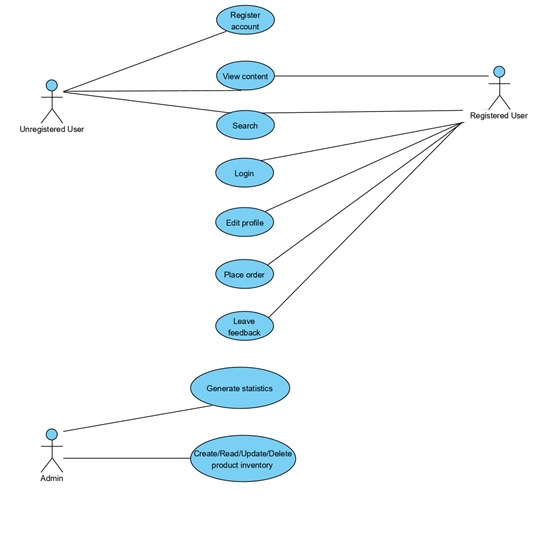 Register
account
View content
Unregistered User
Registered User
Search
Login
Edit profile
Place order
Leave
feedback
Generate statistics
Create/Read/Update/Delete
product inventory
Admin